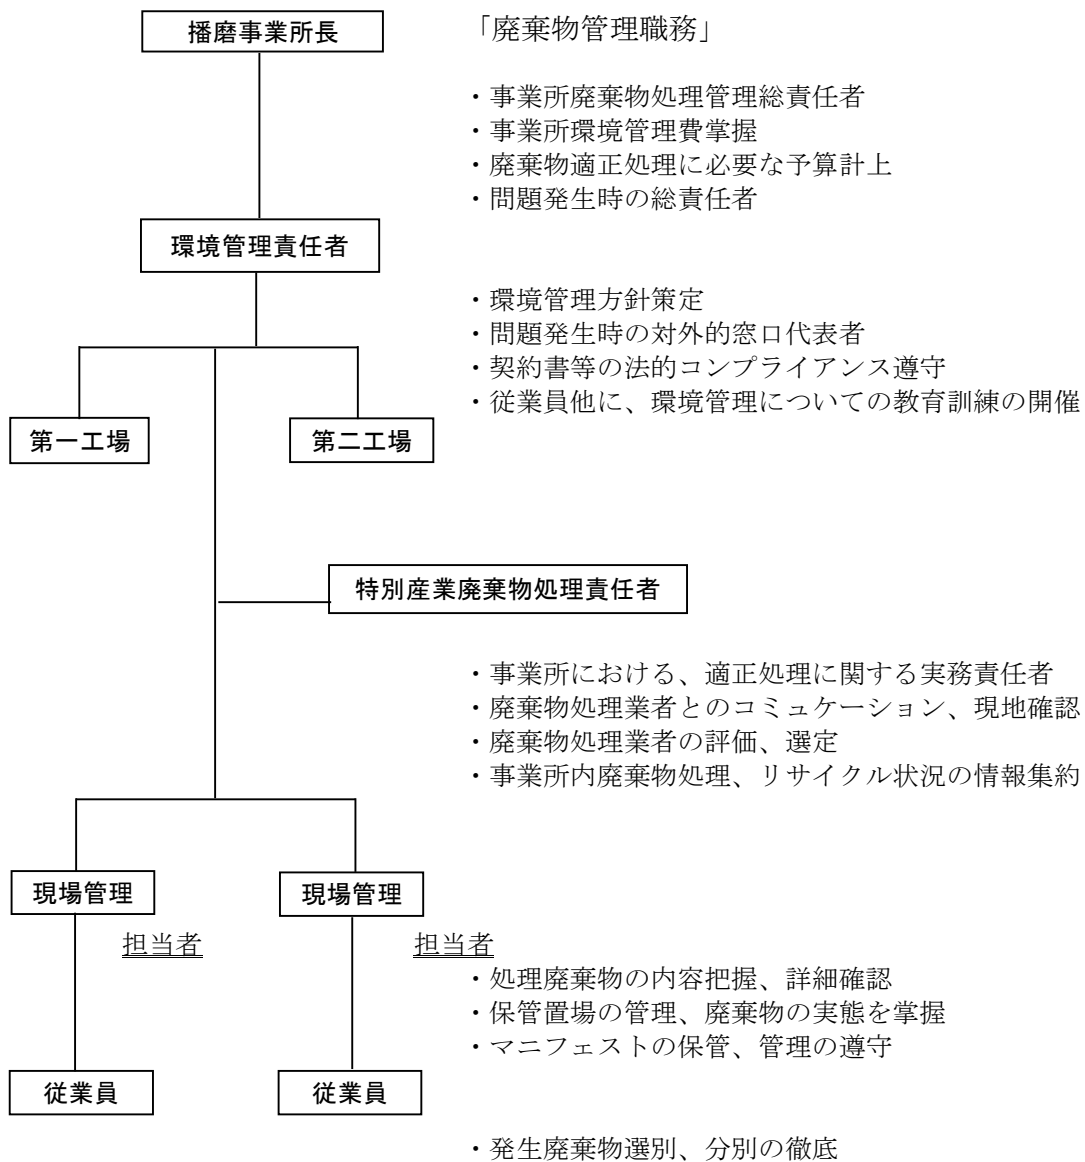 播磨事業所長
「廃棄物管理職務」
・事業所廃棄物処理管理総責任者
・事業所環境管理費掌握
・廃棄物適正処理に必要な予算計上
・問題発生時の総責任者
環境管理責任者
・環境管理方針策定
・問題発生時の対外的窓口代表者
・契約書等の法的コンプライアンス遵守
・従業員他に、環境管理についての教育訓練の開催
第一工場
第二工場
特別産業廃棄物処理責任者
・事業所における、適正処理に関する実務責任者
・廃棄物処理業者とのコミュケーション、現地確認
・廃棄物処理業者の評価、選定
・事業所内廃棄物処理、リサイクル状況の情報集約
現場管理
現場管理
担当者
担当者
・処理廃棄物の内容把握、詳細確認
・保管置場の管理、廃棄物の実態を掌握
・マニフェストの保管、管理の遵守
従業員
従業員
・発生廃棄物選別、分別の徹底